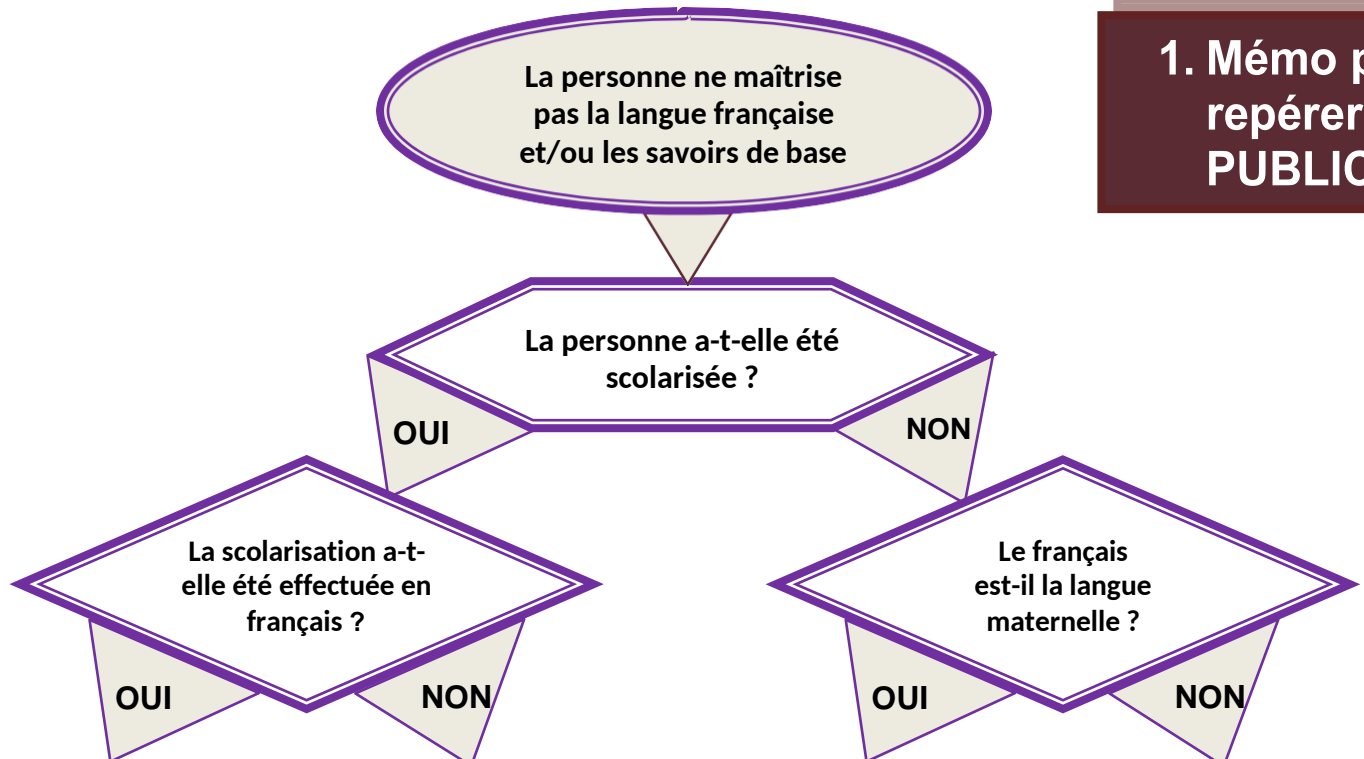 La personne ne maîtrise
pas la langue française
et/ou les savoirs de base
1. Mémo p
repérer
PUBLIC
La personne a-t-elle été
scolarisée ?
OUI
NON
La scolarisation a-t-
elle été effectuée en
français ?
Le français
est-il la langue
maternelle ?
OUI
NON
OUI
NON